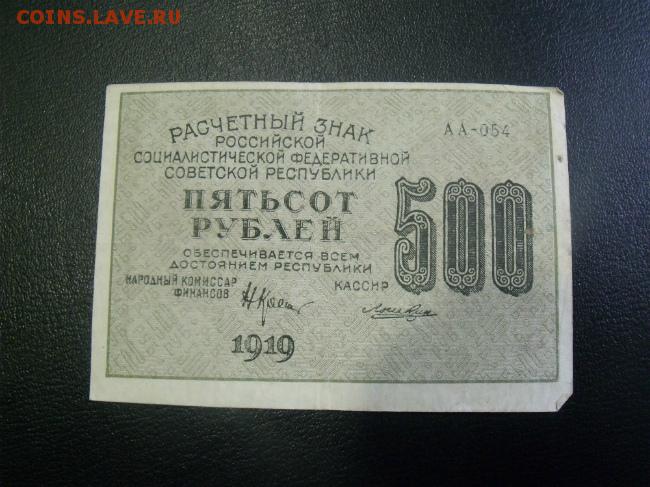 COINS.LAVE.RU
РАСЧЕТНЫЙ ЗНАК
РОССИЙСКОЙ
СОЦИАЛИСТИЧЕСКОЙ ФЕДЕРАТИВНОЙ
СОВЕТСКОЙ РЕСПУБЛИКИ
АА-054
ПЯТЬСОТ
РУБЛЕЙ
500
ОБЕСПЕЧИВАЕТСЯ ВСЕМ
ДОСТОЯНИЕМ РЕСПУБЛИКИ
НАРОДНЫЙ КОМИССАР
ФИНАНСОВ
КАССИР
1919